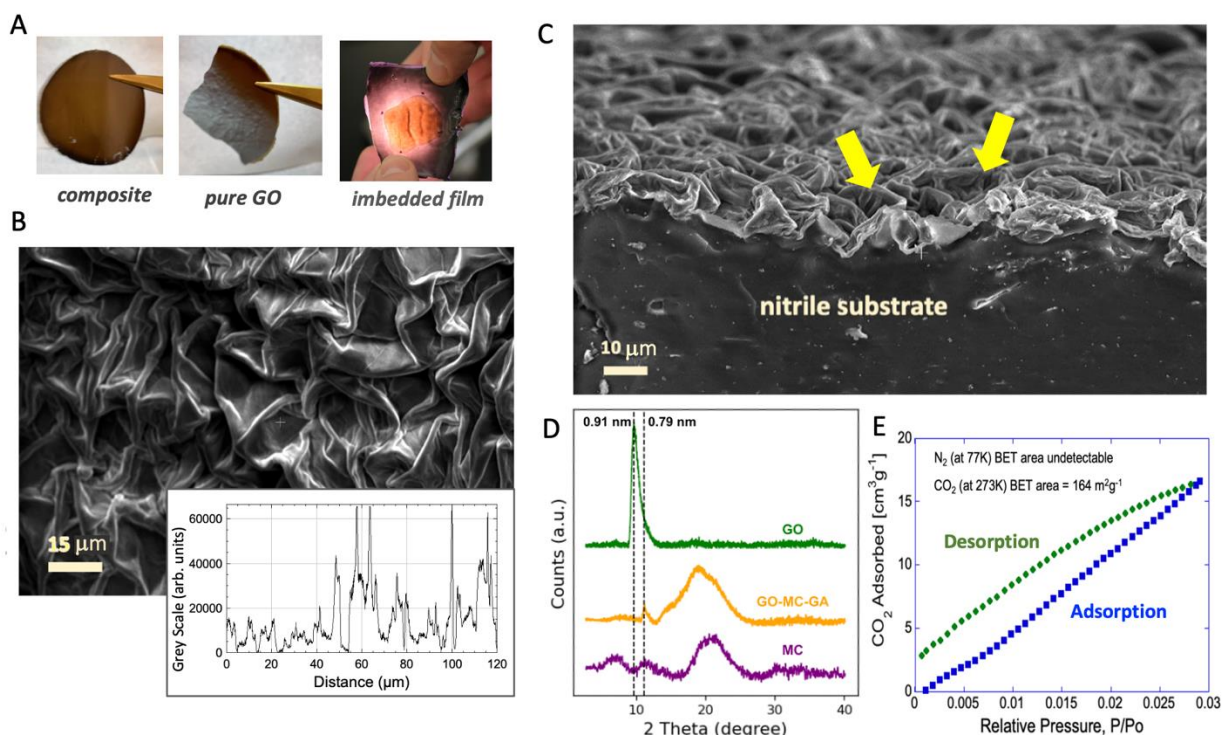 A
composite
pure GO
imbedded film
B
15 μm
60000
40000
20000
0
Grey Scale (arb. units)
0 20 40 60 80 100 120
Distance (μm)
C
nitrile substrate
10 μm
D
0.91 nm 0.79 nm
GO
GO-MC-GA
MC
Counts (a.u.)
10 20 30 40
2 Theta (degree)
E
20
15
10
5
0
CO₂ Adsorbed [cm³g⁻¹]
N₂ (at 77K) BET area undetectable
CO₂ (at 273K) BET area = 164 m²g⁻¹
Desorption
Adsorption
0 0.005 0.01 0.015 0.02 0.025 0.03
Relative Pressure, P/Po